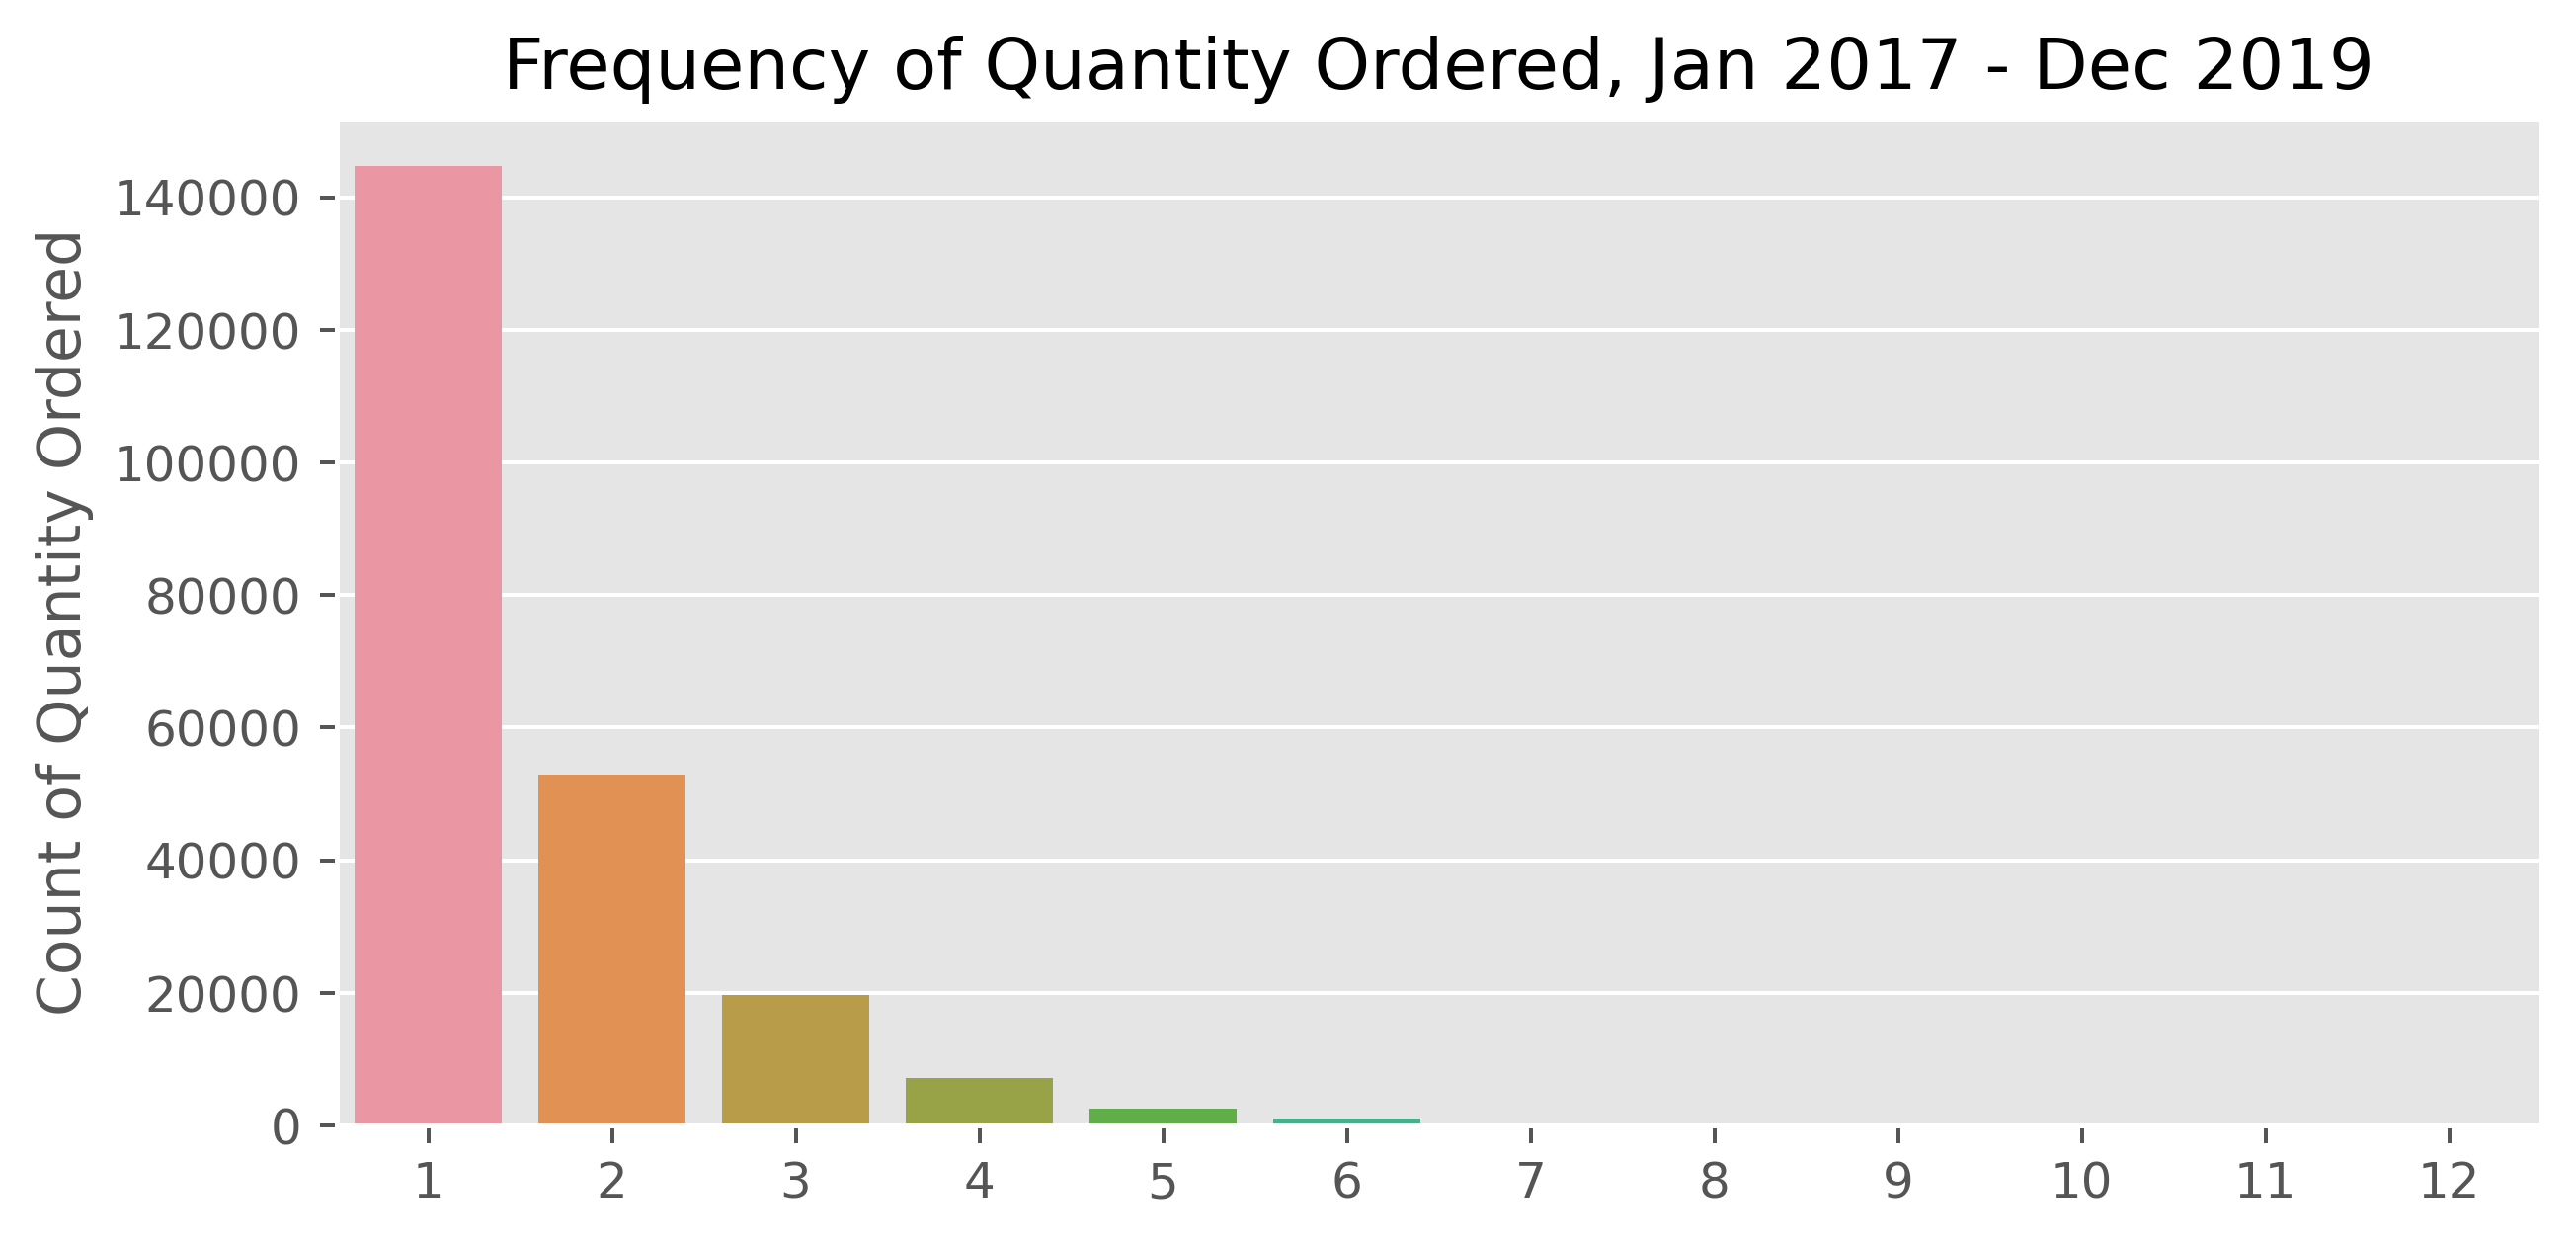 Frequency of Quantity Ordered, Jan 2017 - Dec 2019
Count of Quantity Ordered
140000
120000
100000
80000
60000
40000
20000
0
1 2 3 4 5 6 7 8 9 10 11 12